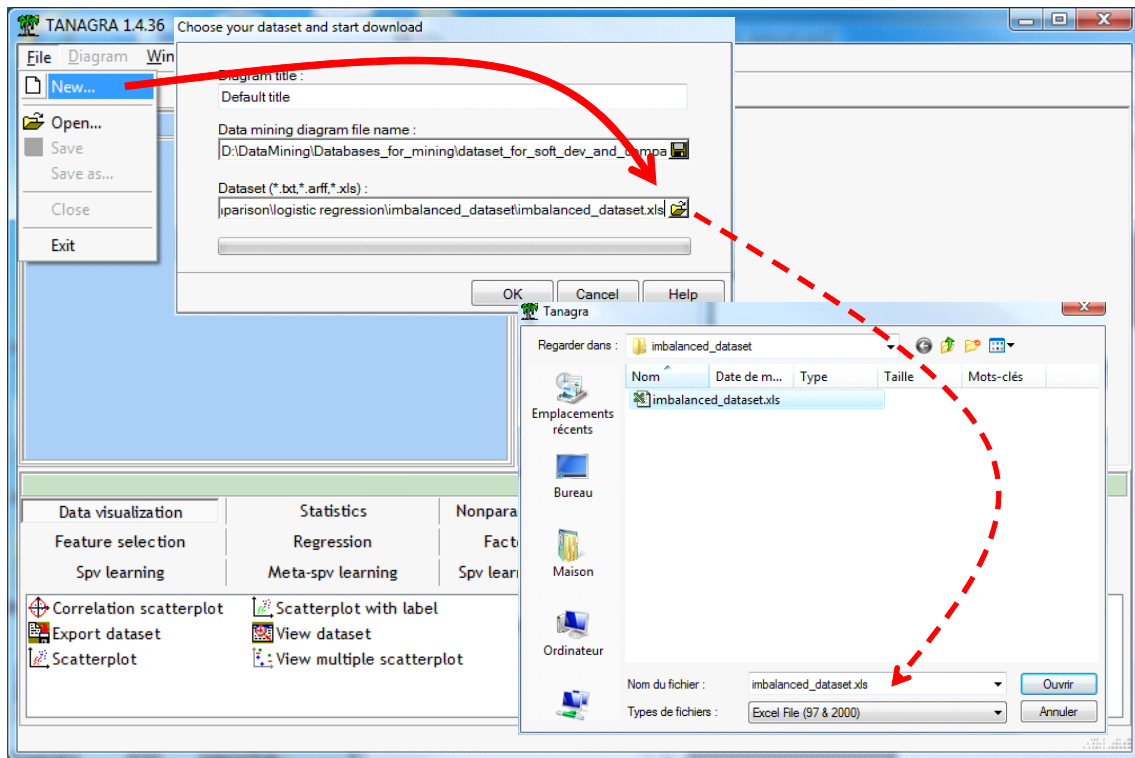 TANAGRA 1.4.36
File Diagram Win
New...
Open...
Save
Save as...
Close
Exit
Choose your dataset and start download
Diagram title :
Default title
Data mining diagram file name :
D:\DataMining\Databases_for_mining\dataset_for_soft_dev_and_compa
Dataset (*.txt,*.arff,*.xls) :
parison\logistic regression\imbalanced_dataset\imbalanced_dataset.xls
OK Cancel Help
Tanagra
Regarder dans : imbalanced_dataset
Nom Date de m... Type Taille Mots-clés
imbalanced_dataset.xls
Emplacements
récents
Bureau
Maison
Ordinateur
Nom du fichier : imbalanced_dataset.xls Ouvrir
Types de fichiers : Excel File (97 & 2000) Annuler
Data visualization Statistics Nonpara
Feature selection Regression Fact
Spv learning Meta-spv learning Spv lear
Correlation scatterplot Scatterplot with label
Export dataset View dataset
Scatterplot View multiple scatterplot